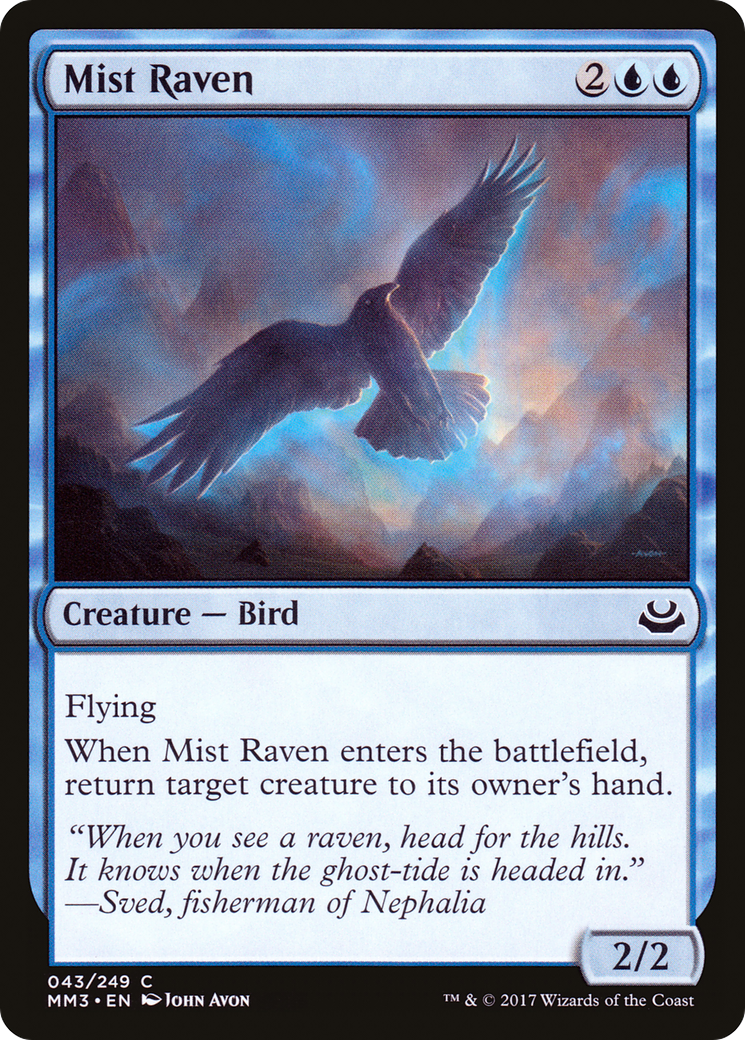 Mist Raven 2
-AVON-
Creature — Bird
Flying
When Mist Raven enters the battlefield,
return target creature to its owner's hand.
“When you see a raven, head for the hills.
It knows when the ghost-tide is headed in.”
—Sved, fisherman of Nephalia
2/2
043/249 C
MM3 • EN John Avon
™ & © 2017 Wizards of the Coast